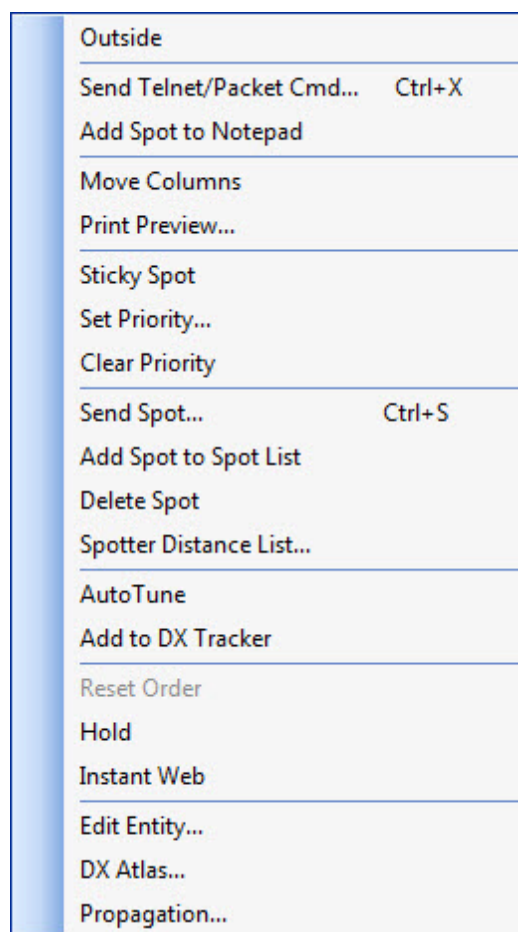 Outside
Send Telnet/Packet Cmd... Ctrl+X
Add Spot to Notepad
Move Columns
Print Preview...
Sticky Spot
Set Priority...
Clear Priority
Send Spot... Ctrl+S
Add Spot to Spot List
Delete Spot
Spotter Distance List...
AutoTune
Add to DX Tracker
Reset Order
Hold
Instant Web
Edit Entity...
DX Atlas...
Propagation...